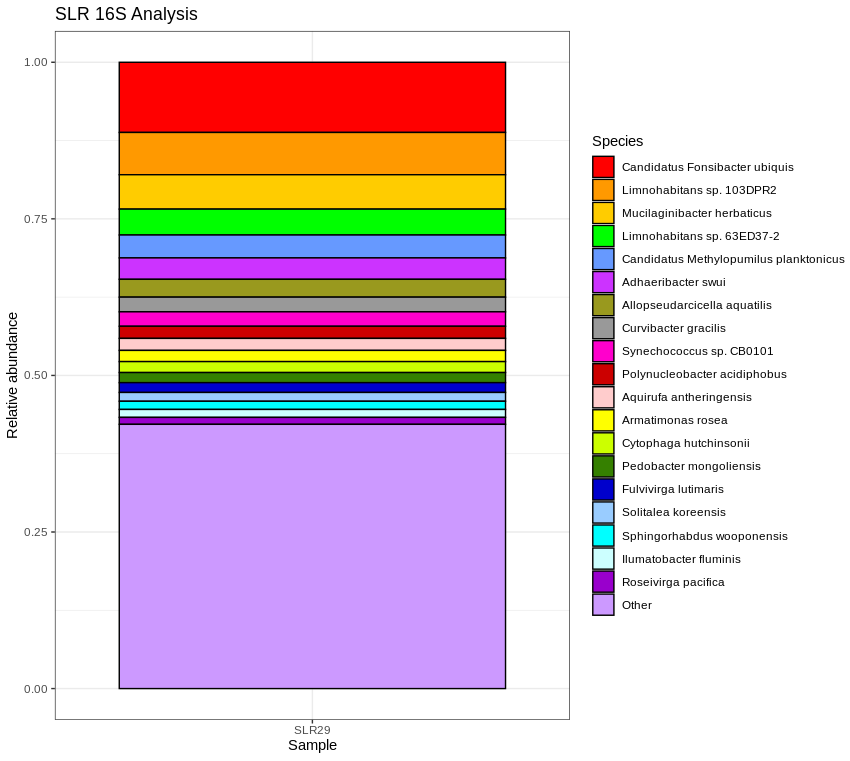 SLR 16S Analysis
1.00
0.75
0.50
0.25
0.00
Relative abundance
SLR29
Sample
Species
Candidatus Fonsibacter ubiquis
Limnohabitans sp. 103DPR2
Mucilaginibacter herbaticus
Limnohabitans sp. 63ED37-2
Candidatus Methylopumilus planktonicus
Adhaeribacter swui
Allopseudarcicella aquatilis
Curvibacter gracilis
Synechococcus sp. CB0101
Polynucleobacter acidiphobus
Aquirufa antheringensis
Armatimonas rosea
Cytophaga hutchinsonii
Pedobacter mongoliensis
Fulvivirga lutimaris
Solitalea koreensis
Sphingorhabdus wooponensis
Ilumatobacter fluminis
Roseivirga pacifica
Other